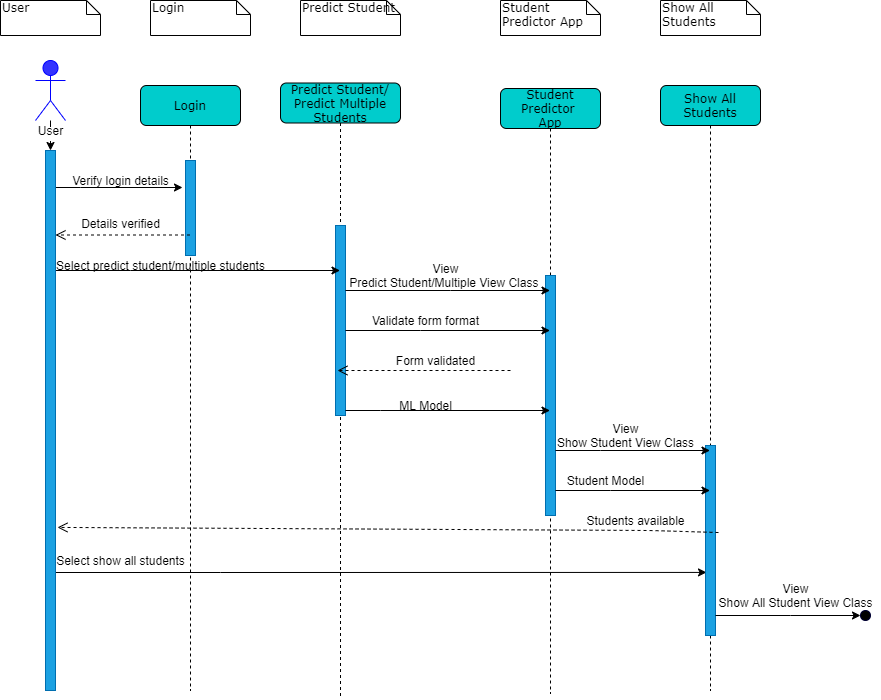 User
Login
Predict Student
Student
Predictor App
Show All
Students
Login
Predict Student/
Predict Multiple
Students
Student
Predictor
App
Show All
Students
User
Verify login details
Details verified
Select predict student/multiple students
View
Predict Student/Multiple View Class
Validate form format
Form validated
ML Model
View
Show Student View Class
Student Model
Students available
Select show all students
View
Show All Student View Class